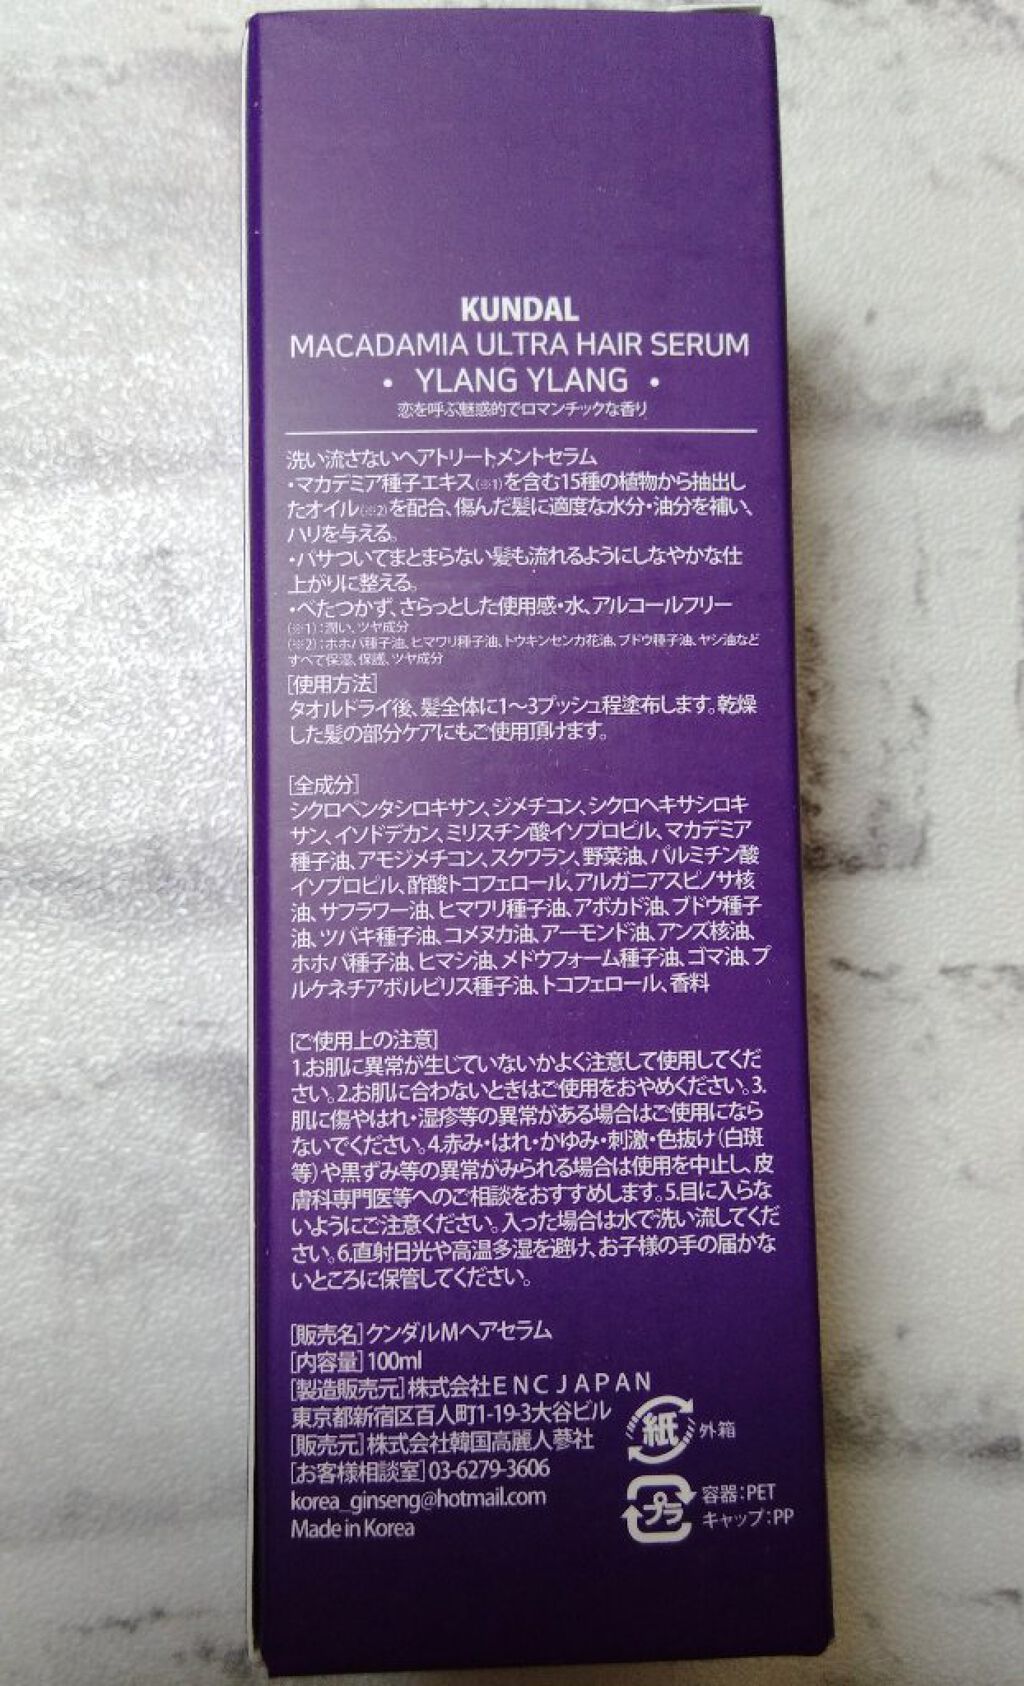 KUNDAL
MACADAMIA ULTRA HAIR SERUM
• YLANG YLANG •
恋を呼ぶ魅惑的でロマンチックな香り
洗い流さないヘアトリートメントセラム
・マカデミア種子エキス(※1)を含む15種の植物から抽出し
たオイル(※2)を配合、傷んだ髪に適度な水分・油分を補い、
ハリを与える。
・パサついてまとまらない髪も流れるようにしなやかな仕
上がりに整える。
・べたつかず、さらっとした使用感・水、アルコールフリー
(※1):潤い、ツヤ成分
(※2):ホホバ種子油、ヒマワリ種子油、トウキンセンカ花油、ブドウ種子油、ヤシ油など
すべて保湿、保護、ツヤ成分
[使用方法]
タオルドライ後、髪全体に1〜3プッシュ程塗布します。乾燥
した髪の部分ケアにもご使用頂けます。
[全成分]
シクロペンタシロキサン、ジメチコン、シクロヘキサシロキ
サン、イソドデカン、ミリスチン酸イソプロピル、マカデミア
種子油、アモジメチコン、スクワラン、野菜油、パルミチン酸
イソプロピル、酢酸トコフェロール、アルガニアスピノサ核
油、サフラワー油、ヒマワリ種子油、アボカド油、ブドウ種子
油、ツバキ種子油、コメヌカ油、アーモンド油、アンズ核油、
ホホバ種子油、ヒマシ油、メドウフォーム種子油、ゴマ油、プ
ルケネチアボルビリス種子油、トコフェロール、香料
[ご使用上の注意]
1.お肌に異常が生じていないかよく注意して使用してくだ
さい。2.お肌に合わないときはご使用をおやめください。3.
肌に傷やはれ・湿疹等の異常がある場合はご使用になら
ないでください。4.赤み・はれ・かゆみ・刺激・色抜け(白斑
等)や黒ずみ等の異常がみられる場合は使用を中止し、皮
膚科専門医等へのご相談をおすすめします。5.目に入らな
いようにご注意ください。入った場合は水で洗い流してくだ
さい。6.直射日光や高温多湿を避け、お子様の手の届かな
いところに保管してください。
[販売名]クンダルMヘアセラム
[内容量]100ml
[製造販売元]株式会社ENC JAPAN
東京都新宿区百人町1-19-3大谷ビル
[販売元]株式会社韓国高麗人蔘社
[お客様相談室]03-6279-3606
korea_ginseng@hotmail.com
Made in Korea
紙 外箱
プラ 容器:PET
キャップ:PP